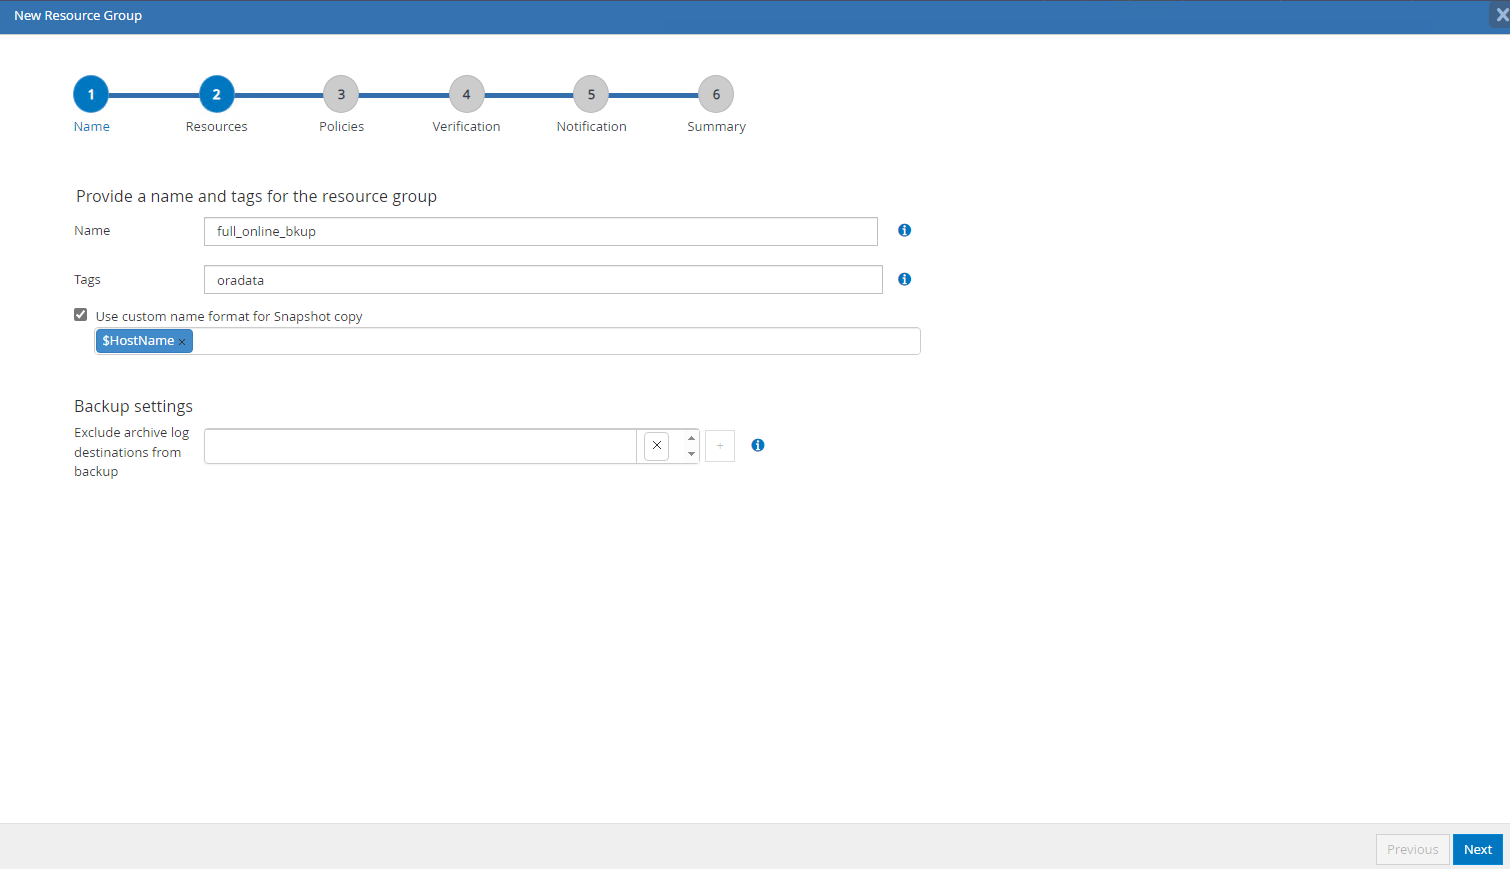 New Resource Group
1 2 3 4 5 6
Name Resources Policies Verification Notification Summary
Provide a name and tags for the resource group
Name full_online_bkup
Tags oradata
Use custom name format for Snapshot copy
$HostName ×
Backup settings
Exclude archive log
destinations from
backup
Previous Next